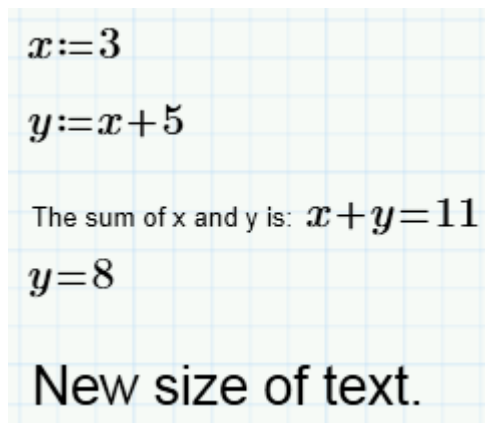 x:=3
y:=x+5
The sum of x and y is: x+y=11
y=8
New size of text.